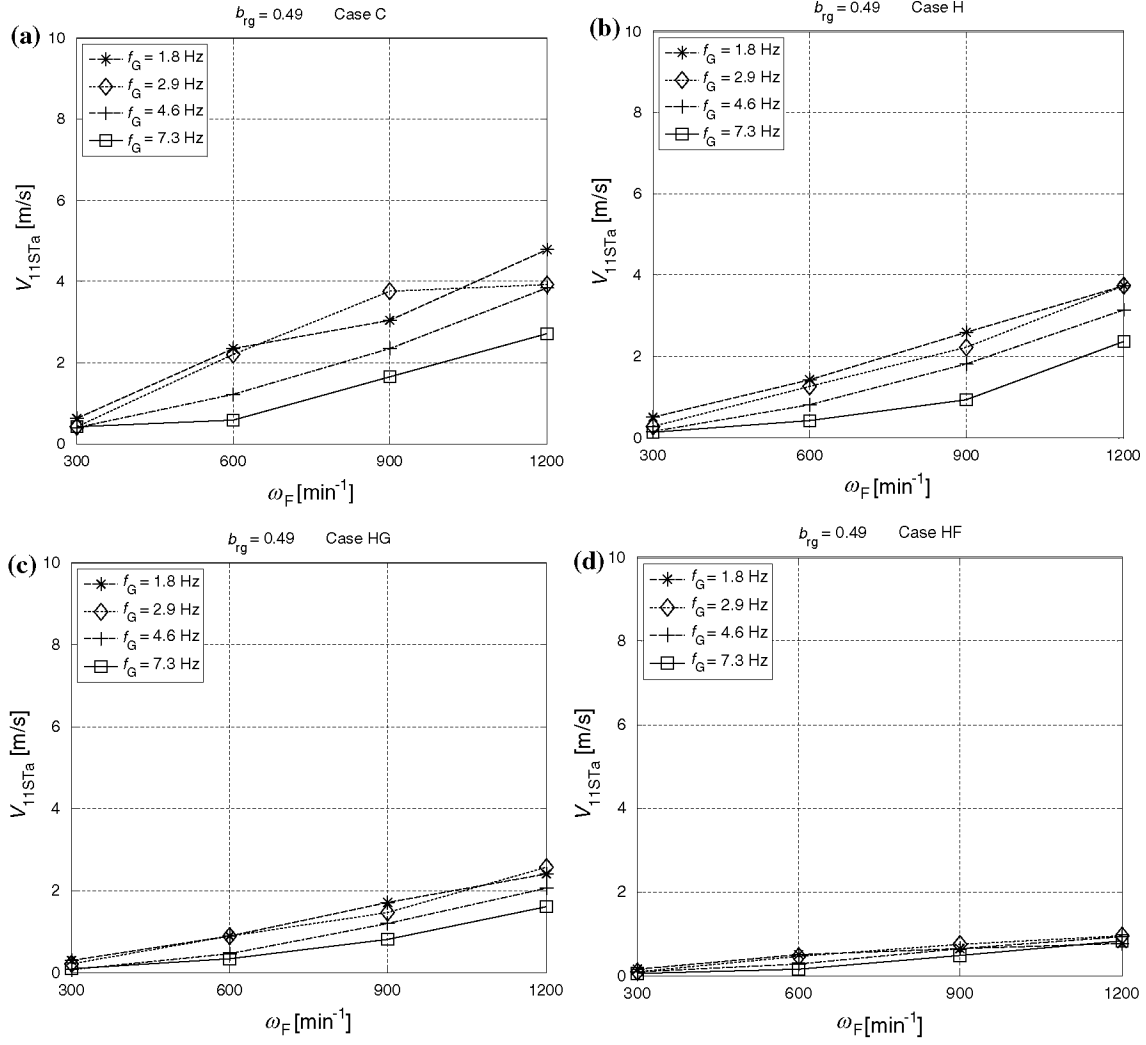 (a)
b_rg = 0.49 Case C
f_G = 1.8 Hz
f_G = 2.9 Hz
f_G = 4.6 Hz
f_G = 7.3 Hz
10
8
6
4
2
0
V_11STa [m/s]
300 600 900 1200
ω_F [min⁻¹]
(b)
b_rg = 0.49 Case H
f_G = 1.8 Hz
f_G = 2.9 Hz
f_G = 4.6 Hz
f_G = 7.3 Hz
10
8
6
4
2
0
V_11STa [m/s]
300 600 900 1200
ω_F [min⁻¹]
(c)
b_rg = 0.49 Case HG
f_G = 1.8 Hz
f_G = 2.9 Hz
f_G = 4.6 Hz
f_G = 7.3 Hz
10
8
6
4
2
0
V_11STa [m/s]
300 600 900 1200
ω_F [min⁻¹]
(d)
b_rg = 0.49 Case HF
f_G = 1.8 Hz
f_G = 2.9 Hz
f_G = 4.6 Hz
f_G = 7.3 Hz
10
8
6
4
2
0
V_11STa [m/s]
300 600 900 1200
ω_F [min⁻¹]